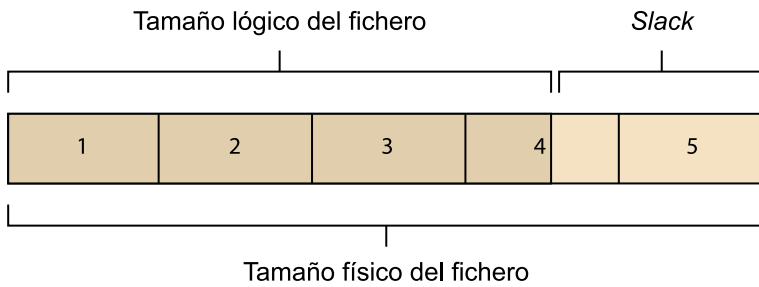 Tamaño lógico del fichero
Slack
1 2 3 4 5
Tamaño físico del fichero